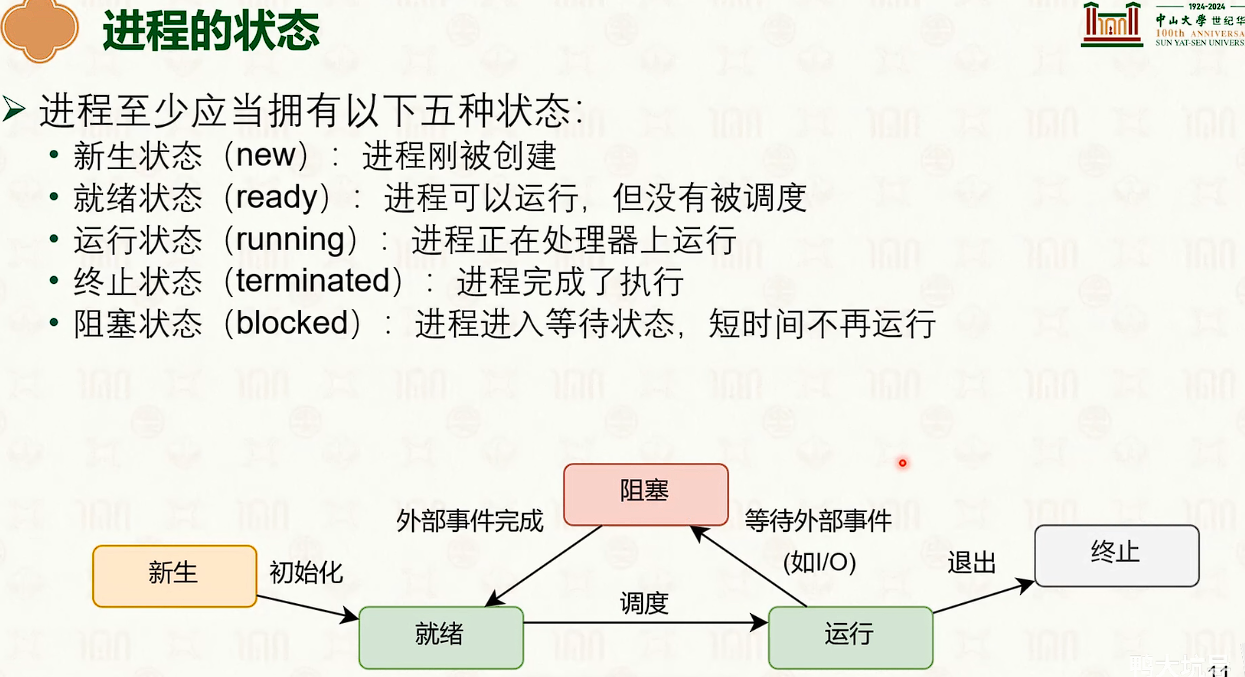 进程的状态
1924-2024
中山大学 世纪华
100th ANNIVERSA
SUN YAT-SEN UNIVERS
进程至少应当拥有以下五种状态：
• 新生状态（new）：进程刚被创建
• 就绪状态（ready）：进程可以运行，但没有被调度
• 运行状态（running）：进程正在处理器上运行
• 终止状态（terminated）：进程完成了执行
• 阻塞状态（blocked）：进程进入等待状态，短时间不再运行
阻塞
外部事件完成
等待外部事件
(如I/O)
新生
初始化
退出
终止
调度
就绪
运行